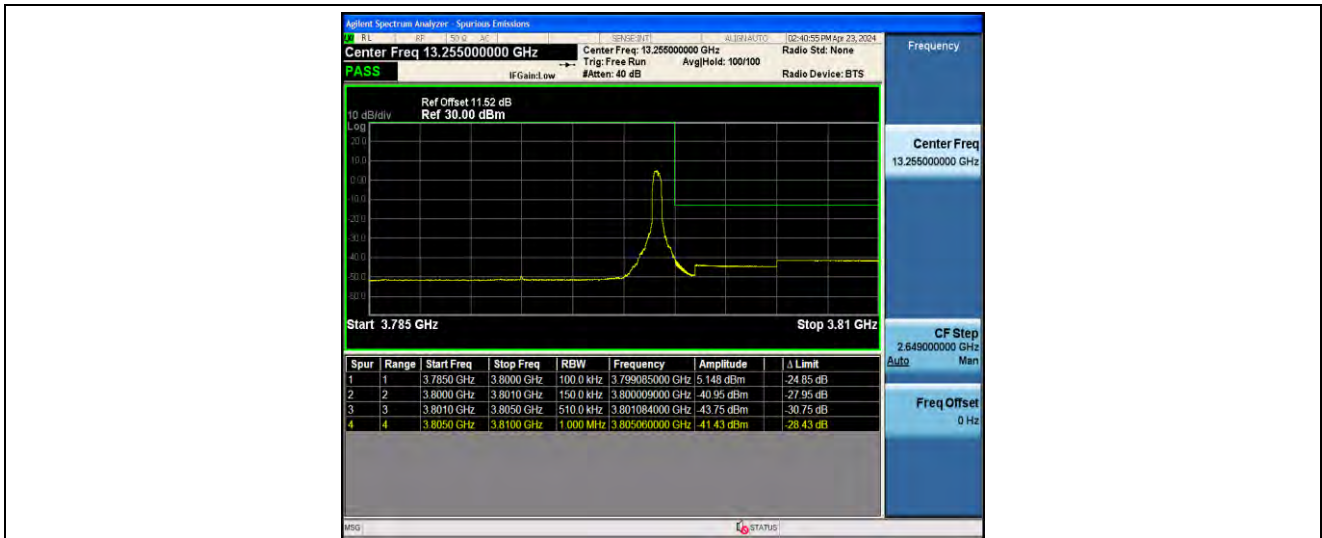 Agilent Spectrum Analyzer - Spurious Emissions
RL RF 50 Ω AC SENSE:INT ALIGN AUTO 02:40:55 PM Apr 23, 2024
Center Freq 13.255000000 GHz Center Freq: 13.255000000 GHz Radio Std: None Frequency
Trig: Free Run Avg|Hold: 100/100
PASS IFGain:Low #Atten: 40 dB Radio Device: BTS
Ref Offset 11.52 dB
10 dB/div Ref 30.00 dBm
Log
20.0
10.0
0.00
-10.0
-20.0
-30.0
-40.0
-50.0
-60.0
Start 3.785 GHz Stop 3.81 GHz
Center Freq
13.255000000 GHz
CF Step
2.649000000 GHz
Auto Man
Freq Offset
0 Hz
Spur Range Start Freq Stop Freq RBW Frequency Amplitude Δ Limit
1 1 3.7850 GHz 3.8000 GHz 100.0 kHz 3.799085000 GHz 5.148 dBm -24.85 dB
2 2 3.8000 GHz 3.8010 GHz 150.0 kHz 3.800009000 GHz -40.95 dBm -27.95 dB
3 3 3.8010 GHz 3.8050 GHz 510.0 kHz 3.801084000 GHz -43.75 dBm -30.75 dB
4 4 3.8050 GHz 3.8100 GHz 1.000 MHz 3.805060000 GHz -41.43 dBm -28.43 dB
MSG STATUS